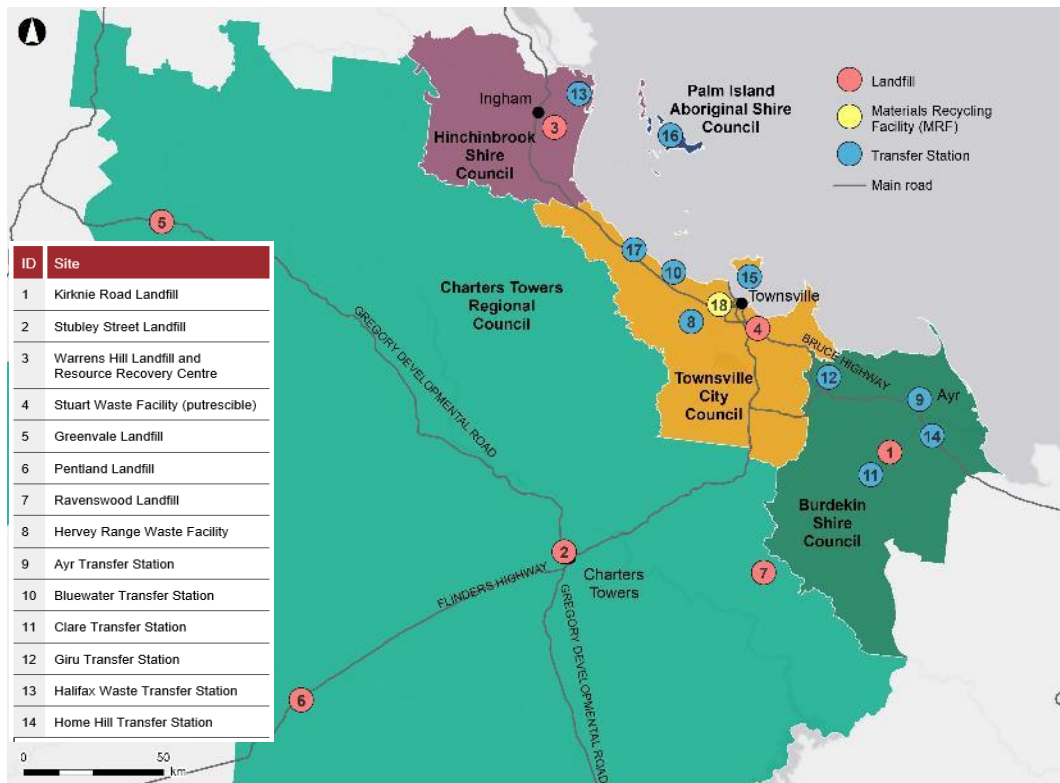 Ingham
Hinchinbrook
Shire
Council
13
3
Palm Island
Aboriginal Shire
Council
16
Landfill
Materials Recycling
Facility (MRF)
Transfer Station
Main road
5
17
10
15
Townsville
18
8
4
Charters Towers
Regional
Council
GREGORY DEVELOPMENTAL ROAD
Townsville
City
Council
BRUCE HIGHWAY
12
9
Ayr
14
1
11
Burdekin
Shire
Council
2
Charters
Towers
7
FLINDERS HIGHWAY
GREGORY DEVELOPMENTAL ROAD
6
ID Site
1 Kirknie Road Landfill
2 Stubley Street Landfill
3 Warrens Hill Landfill and
Resource Recovery Centre
4 Stuart Waste Facility (putrescible)
5 Greenvale Landfill
6 Pentland Landfill
7 Ravenswood Landfill
8 Hervey Range Waste Facility
9 Ayr Transfer Station
10 Bluewater Transfer Station
11 Clare Transfer Station
12 Giru Transfer Station
13 Halifax Waste Transfer Station
14 Home Hill Transfer Station
0 50
km